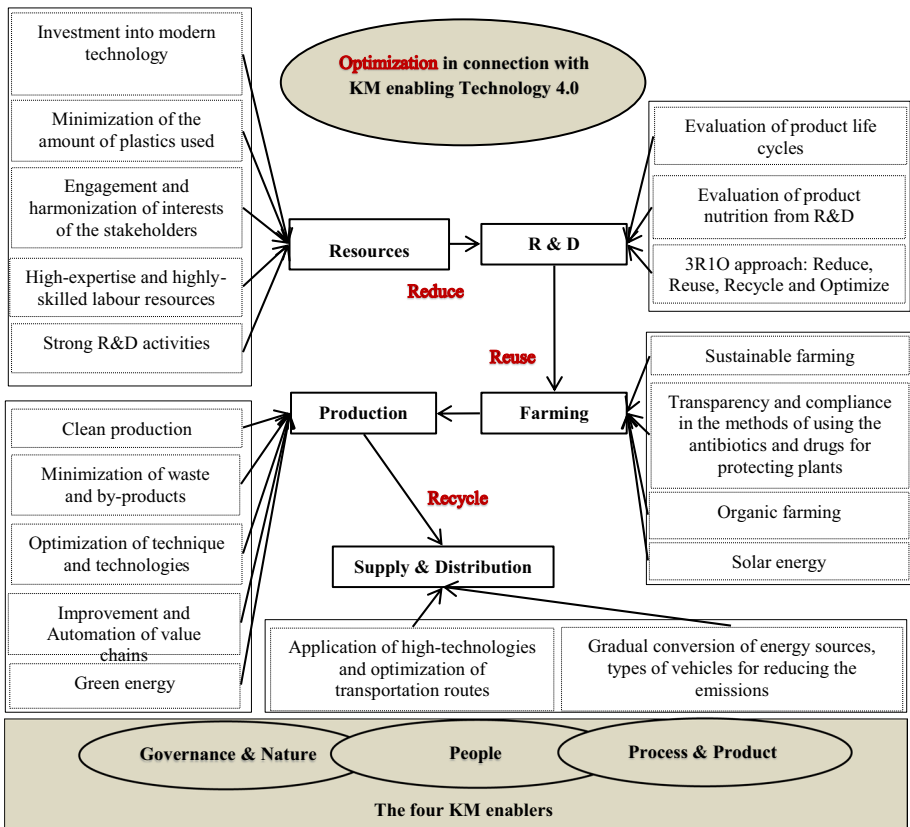 Investment into modern
technology
Minimization of the
amount of plastics used
Engagement and
harmonization of interests
of the stakeholders
High-expertise and highly-
skilled labour resources
Strong R&D activities
Optimization in connection with
KM enabling Technology 4.0
Evaluation of product life
cycles
Evaluation of product
nutrition from R&D
3R1O approach: Reduce,
Reuse, Recycle and Optimize
Resources
R & D
Reduce
Reuse
Production
Farming
Recycle
Supply & Distribution
Clean production
Minimization of waste
and by-products
Optimization of technique
and technologies
Improvement and
Automation of value
chains
Green energy
Sustainable farming
Transparency and compliance
in the methods of using the
antibiotics and drugs for
protecting plants
Organic farming
Solar energy
Application of high-technologies
and optimization of
transportation routes
Gradual conversion of energy sources,
types of vehicles for reducing the
emissions
Governance & Nature
People
Process & Product
The four KM enablers